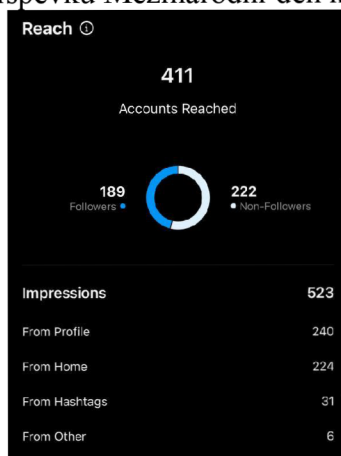 Reach
411
Accounts Reached
189
Followers
222
Non-Followers
Impressions 523
From Profile 240
From Home 224
From Hashtags 31
From Other 6